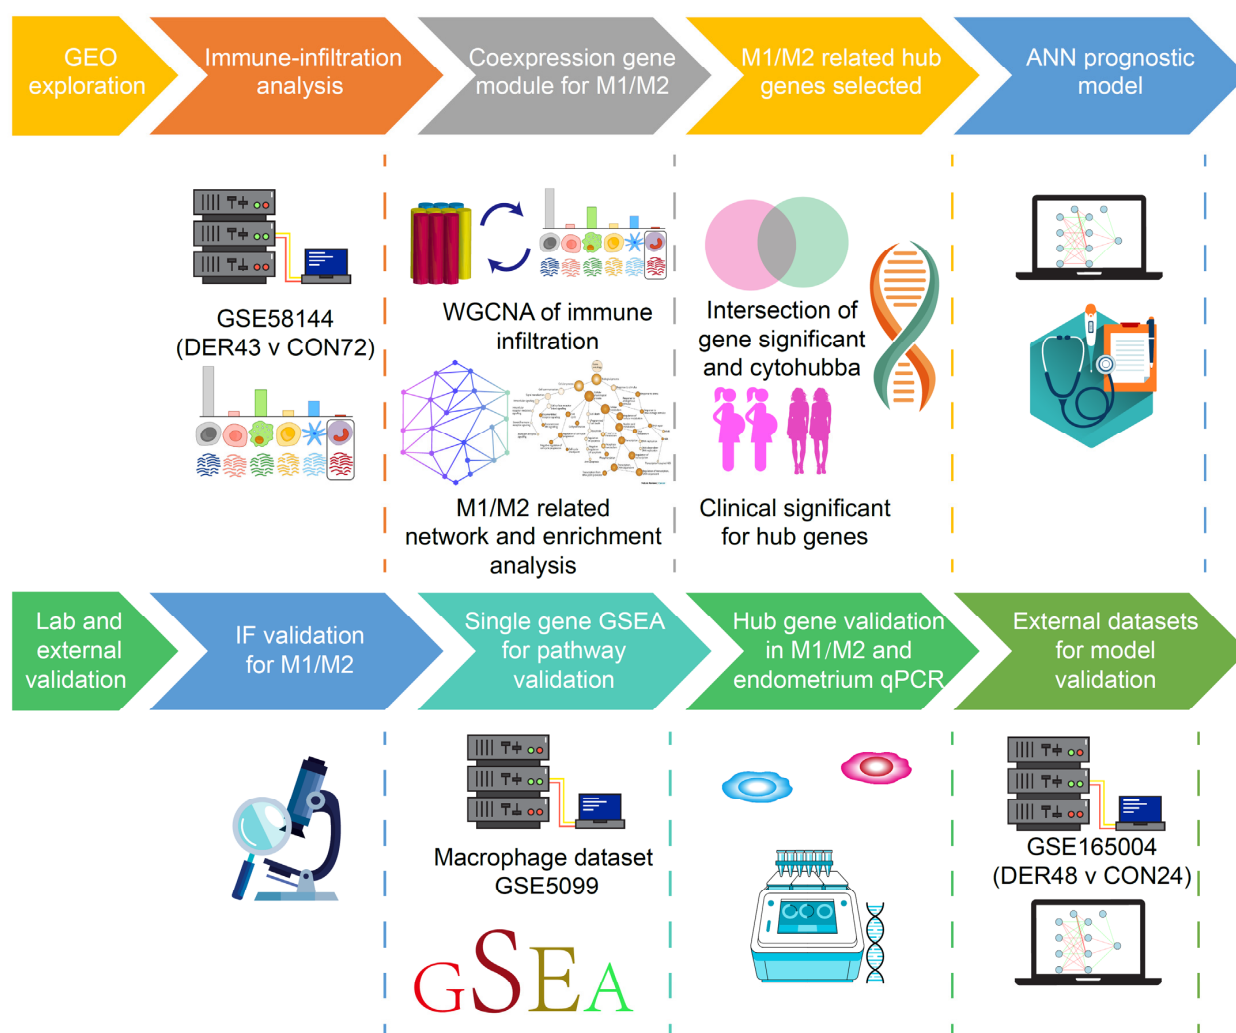 GEO
exploration
Immune-infiltration
analysis
Coexpression gene
module for M1/M2
M1/M2 related hub
genes selected
ANN prognostic
model
GSE58144
(DER43 v CON72)
WGCNA of immune
infiltration
M1/M2 related
network and enrichment
analysis
Intersection of
gene significant
and cytohubba
Clinical significant
for hub genes
Lab and
external
validation
IF validation
for M1/M2
Single gene GSEA
for pathway
validation
Hub gene validation
in M1/M2 and
endometrium qPCR
External datasets
for model
validation
Macrophage dataset
GSE5099
GSEA
GSE165004
(DER48 v CON24)